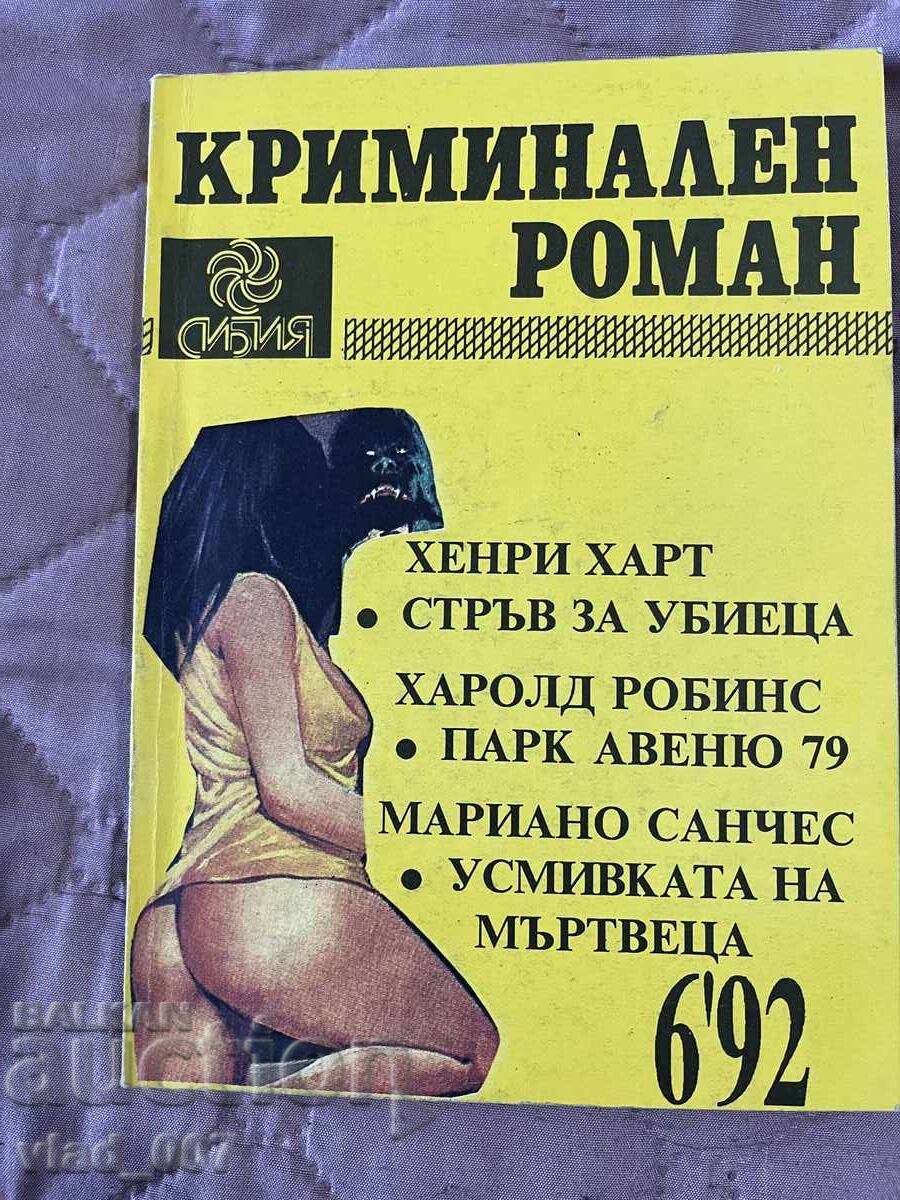 КРИМИНАЛЕН
РОМАН
СИБИЯ
ХЕНРИ ХАРТ
• СТРЪВ ЗА УБИЕЦА
ХАРОЛД РОБИНС
• ПАРК АВЕНЮ 79
МАРИАНО САНЧЕС
• УСМИВКАТА НА
МЪРТВЕЦА
6'92
BALKAN
auction
vlad_007